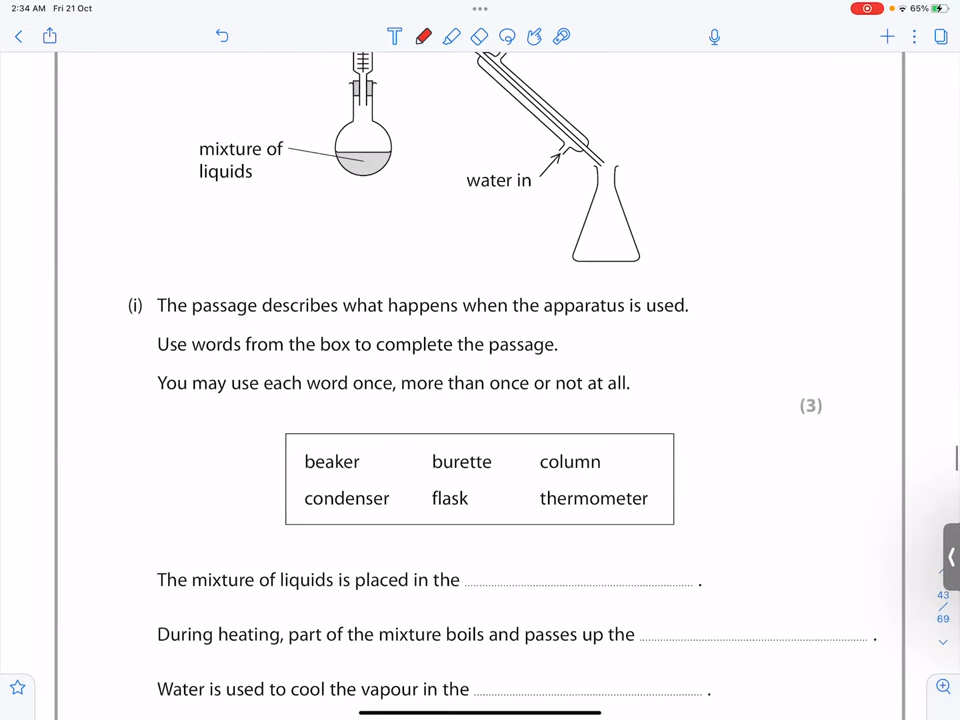 2:34 AM Fri 21 Oct
65%
mixture of
liquids
water in
(i) The passage describes what happens when the apparatus is used.
Use words from the box to complete the passage.
You may use each word once, more than once or not at all.
(3)
beaker burette column
condenser flask thermometer
The mixture of liquids is placed in the .
During heating, part of the mixture boils and passes up the .
Water is used to cool the vapour in the .
43
/
69